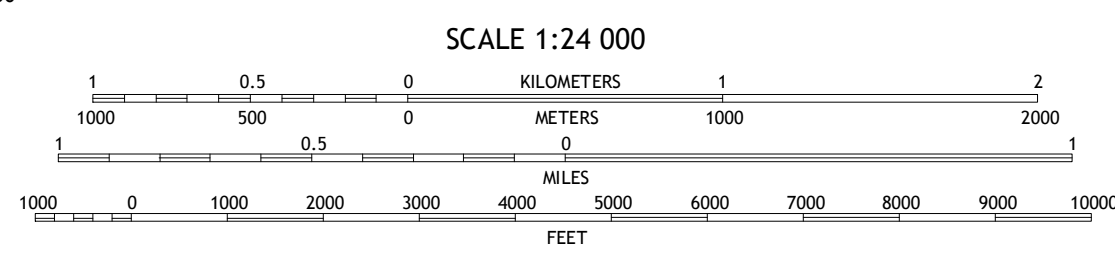 SCALE 1:24 000
1 0.5 0 KILOMETERS 1 2
1000 500 0 METERS 1000 2000
1 0.5 0 1
MILES
1000 0 1000 2000 3000 4000 5000 6000 7000 8000 9000 10000
FEET